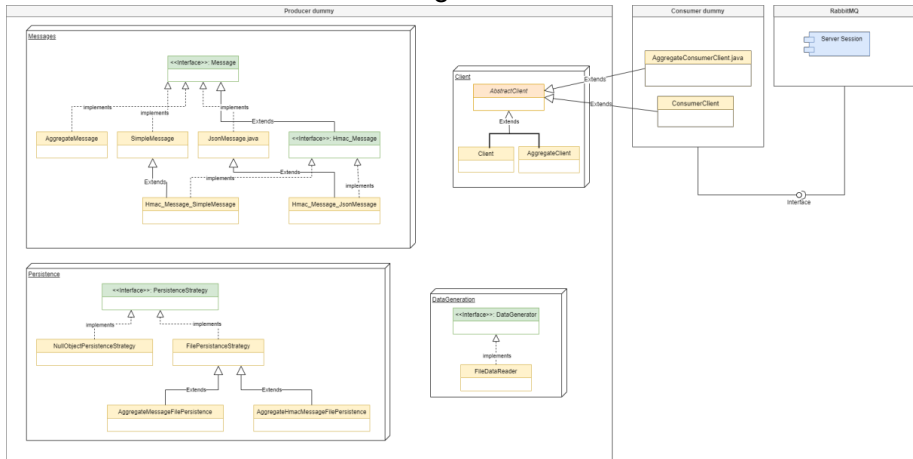 Producer dummy
Consumer dummy
RabbitMQ
Messages
<<Interface>>: Message
implements
implements
implements
Extends
AggregateMessage
SimpleMessage
JsonMessage.java
<<Interface>>: Hmac_Message
Extends
implements
implements
Hmac_Message_SimpleMessage
Hmac_Message_JsonMessage
Client
AbstractClient
Extends
Client
AggregateClient
Extends
Extends
AggregateConsumerClient.java
ConsumerClient
Server Session
Interface
Persistence
<<Interface>>: PersistenceStrategy
implements
implements
NullObjectPersistenceStrategy
FilePersistanceStrategy
Extends
Extends
AggregateMessageFilePersistence
AggregateHmacMessageFilePersistence
DataGeneration
<<Interface>>: DataGenerator
implements
FileDataReader